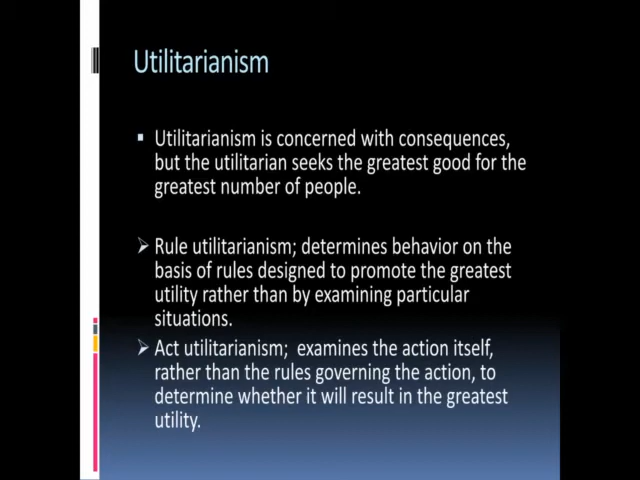 Utilitarianism
▪ Utilitarianism is concerned with consequences,
but the utilitarian seeks the greatest good for the
greatest number of people.
➢ Rule utilitarianism; determines behavior on the
basis of rules designed to promote the greatest
utility rather than by examining particular
situations.
➢ Act utilitarianism;  examines the action itself,
rather than the rules governing the action, to
determine whether it will result in the greatest
utility.